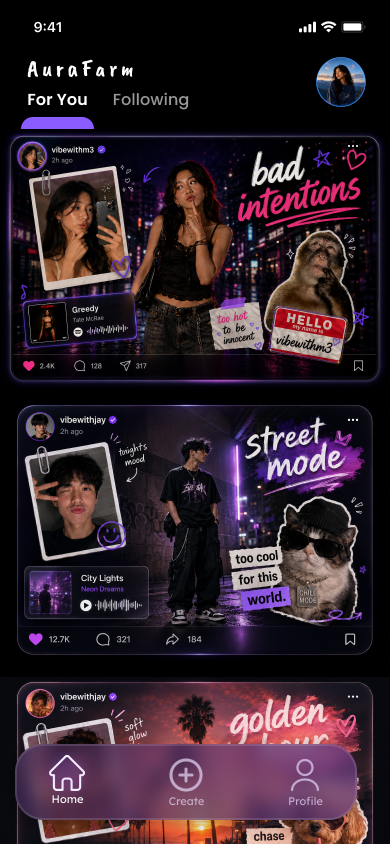 9:41
AuraFarm
For You Following
vibewithm3
2h ago
bad
intentions
Greedy
Tate McRae
too hot
to be
innocent
HELLO
my name is
vibewithm3
2.4K 128 317
vibewithjay
2h ago
tonight's
mood
street
mode
City Lights
Neon Dreams
too cool
for this
world.
CHILL
MODE
12.7K 321 184
vibewithjay
2h ago
soft
glow
golden
hour
chase
Home Create Profile